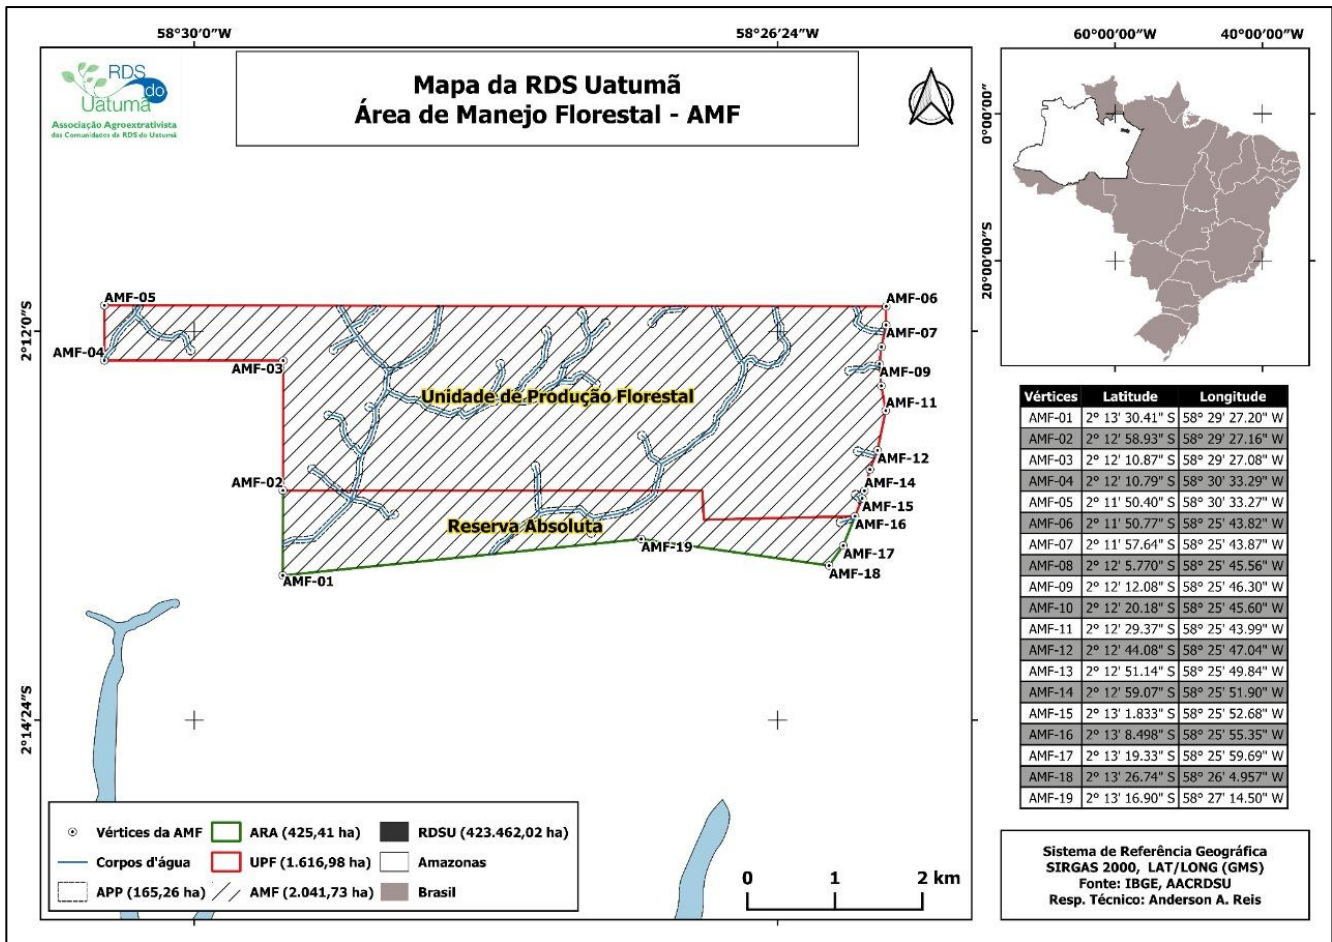 58°30'0"W
58°26'24"W
60°00'00"W
40°00'00"W
RDS
do
Uatumã
Associação Agroextrativista
das Comunidades da RDS do Uatumã
Mapa da RDS Uatumã
Área de Manejo Florestal - AMF
0°00'00"
20°00'00"S
2°12'0"S
2°14'24"S
AMF-05
AMF-06
AMF-07
AMF-04
AMF-03
AMF-09
Unidade de Produção Florestal
AMF-11
AMF-12
AMF-02
AMF-14
AMF-15
Reserva Absoluta
AMF-16
AMF-19
AMF-17
AMF-18
AMF-01
Vértices Latitude Longitude
AMF-01 2° 13' 30.41" S 58° 29' 27.20" W
AMF-02 2° 12' 58.93" S 58° 29' 27.16" W
AMF-03 2° 12' 10.87" S 58° 29' 27.08" W
AMF-04 2° 12' 10.79" S 58° 30' 33.29" W
AMF-05 2° 11' 50.40" S 58° 30' 33.27" W
AMF-06 2° 11' 50.77" S 58° 25' 43.82" W
AMF-07 2° 11' 57.64" S 58° 25' 43.87" W
AMF-08 2° 12' 5.770" S 58° 25' 45.56" W
AMF-09 2° 12' 12.08" S 58° 25' 46.30" W
AMF-10 2° 12' 20.18" S 58° 25' 45.60" W
AMF-11 2° 12' 29.37" S 58° 25' 43.99" W
AMF-12 2° 12' 44.08" S 58° 25' 47.04" W
AMF-13 2° 12' 51.14" S 58° 25' 49.84" W
AMF-14 2° 12' 59.07" S 58° 25' 51.90" W
AMF-15 2° 13' 1.833" S 58° 25' 52.68" W
AMF-16 2° 13' 8.498" S 58° 25' 55.35" W
AMF-17 2° 13' 19.33" S 58° 25' 59.69" W
AMF-18 2° 13' 26.74" S 58° 26' 4.957" W
AMF-19 2° 13' 16.90" S 58° 27' 14.50" W
Vértices da AMF ARA (425,41 ha) RDSU (423.462,02 ha)
Corpos d'água UPF (1.616,98 ha) Amazonas
APP (165,26 ha) AMF (2.041,73 ha) Brasil
0 1 2 km
Sistema de Referência Geográfica
SIRGAS 2000, LAT/LONG (GMS)
Fonte: IBGE, AACRDSU
Resp. Técnico: Anderson A. Reis